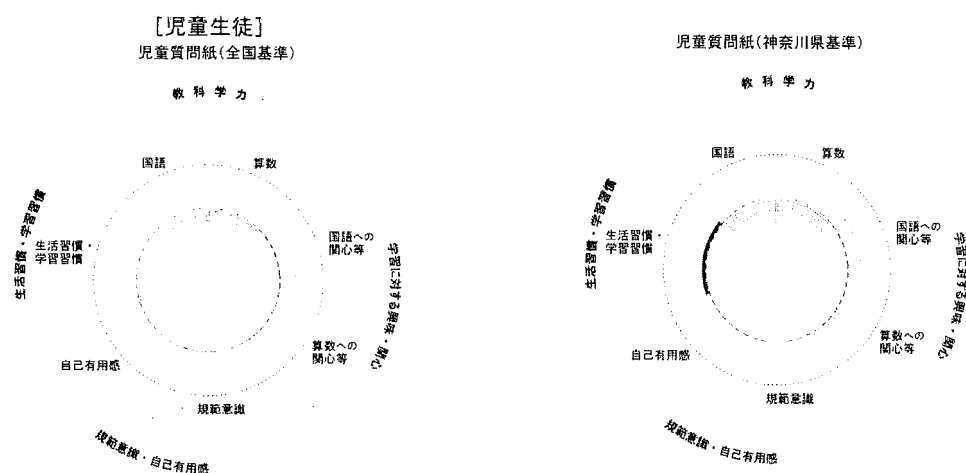 [児童生徒]
児童質問紙(全国基準)
教科学力
国語
算数
国語への
関心等
算数への
関心等
規範意識
自己有用感
生活習慣・
学習習慣
生活習慣・学習習慣
学習に対する興味・関心
規範意識・自己有用感
児童質問紙(神奈川県基準)
教科学力
国語
算数
国語への
関心等
算数への
関心等
規範意識
自己有用感
生活習慣・
学習習慣
生活習慣・学習習慣
学習に対する興味・関心
規範意識・自己有用感